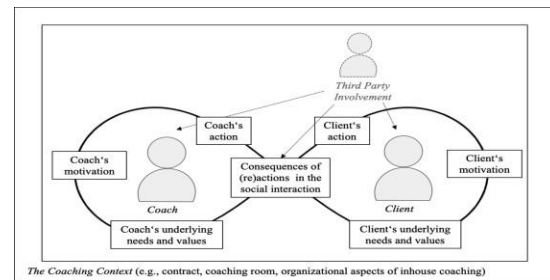 Third Party
Involvement
Coach's
action
Client's
action
Coach's
motivation
Consequences of
(re)actions in the
social interaction
Client's
motivation
Coach
Client
Coach's underlying
needs and values
Client's underlying
needs and values
The Coaching Context (e.g., contract, coaching room, organizational aspects of inhouse coaching)